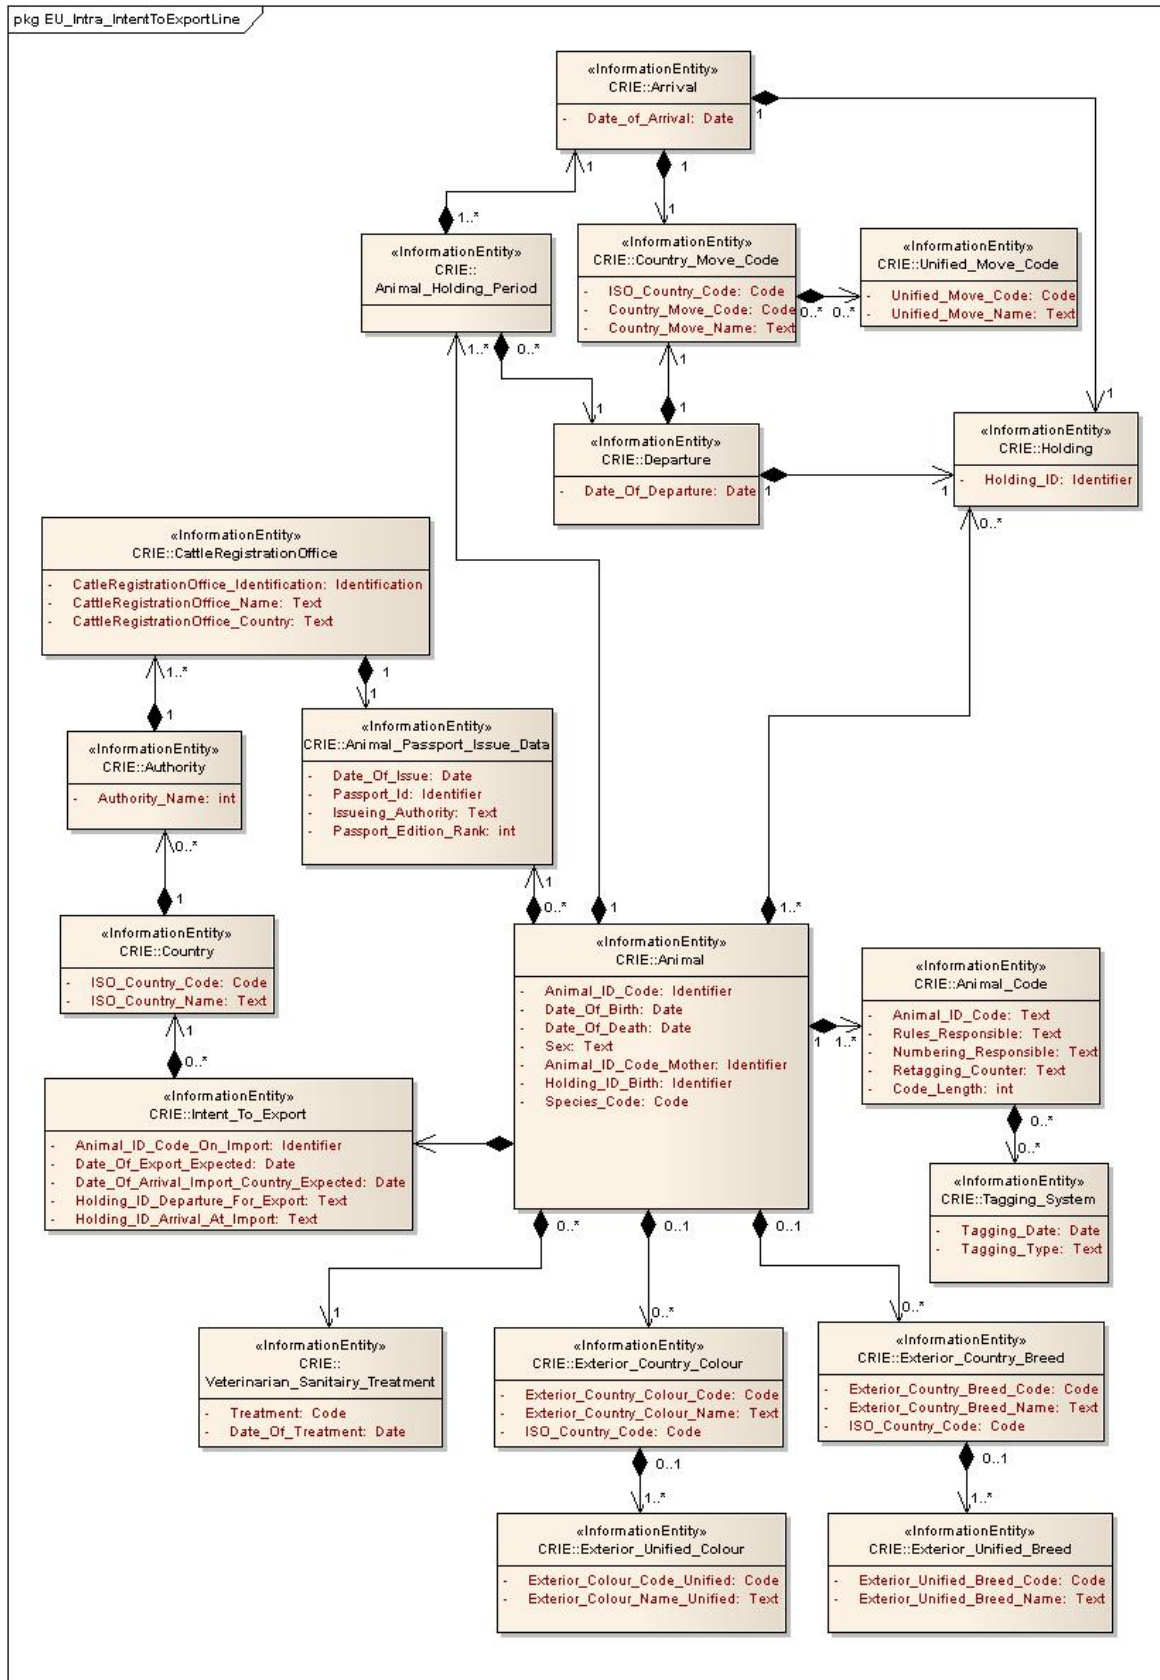 pkg EU_Intra_IntentToExportLine
«InformationEntity»
CRIE::Arrival
- Date_of_Arrival: Date
1
1
1
1..*
1
«InformationEntity»
CRIE::
Animal_Holding_Period
«InformationEntity»
CRIE::Country_Move_Code
- ISO_Country_Code: Code
- Country_Move_Code: Code
- Country_Move_Name: Text
0..* 0..*
«InformationEntity»
CRIE::Unified_Move_Code
- Unified_Move_Code: Code
- Unified_Move_Name: Text
1..*
0..*
1
1
1
1
«InformationEntity»
CRIE::Departure
- Date_Of_Departure: Date
1
1
«InformationEntity»
CRIE::Holding
- Holding_ID: Identifier
0..*
«InformationEntity»
CRIE::CattleRegistrationOffice
- CatleRegistrationOffice_Identification: Identification
- CattleRegistrationOffice_Name: Text
- CattleRegistrationOffice_Country: Text
1..*
1
1
1
«InformationEntity»
CRIE::Authority
- Authority_Name: int
«InformationEntity»
CRIE::Animal_Passport_Issue_Data
- Date_Of_Issue: Date
- Passport_Id: Identifier
- Issueing_Authority: Text
- Passport_Edition_Rank: int
0..*
1
1
0..*
1
1..*
«InformationEntity»
CRIE::Country
- ISO_Country_Code: Code
- ISO_Country_Name: Text
1
0..*
«InformationEntity»
CRIE::Animal
- Animal_ID_Code: Identifier
- Date_Of_Birth: Date
- Date_Of_Death: Date
- Sex: Text
- Animal_ID_Code_Mother: Identifier
- Holding_ID_Birth: Identifier
- Species_Code: Code
1 1..*
«InformationEntity»
CRIE::Animal_Code
- Animal_ID_Code: Text
- Rules_Responsible: Text
- Numbering_Responsible: Text
- Retagging_Counter: Text
- Code_Length: int
0..*
0..*
«InformationEntity»
CRIE::Intent_To_Export
- Animal_ID_Code_On_Import: Identifier
- Date_Of_Export_Expected: Date
- Date_Of_Arrival_Import_Country_Expected: Date
- Holding_ID_Departure_For_Export: Text
- Holding_ID_Arrival_At_Import: Text
«InformationEntity»
CRIE::Tagging_System
- Tagging_Date: Date
- Tagging_Type: Text
0..*
0..1
0..1
1
0..*
0..*
«InformationEntity»
CRIE::
Veterinarian_Sanitairy_Treatment
- Treatment: Code
- Date_Of_Treatment: Date
«InformationEntity»
CRIE::Exterior_Country_Colour
- Exterior_Country_Colour_Code: Code
- Exterior_Country_Colour_Name: Text
- ISO_Country_Code: Code
«InformationEntity»
CRIE::Exterior_Country_Breed
- Exterior_Country_Breed_Code: Code
- Exterior_Country_Breed_Name: Text
- ISO_Country_Code: Code
0..1
0..1
1..*
1..*
«InformationEntity»
CRIE::Exterior_Unified_Colour
- Exterior_Colour_Code_Unified: Code
- Exterior_Colour_Name_Unified: Text
«InformationEntity»
CRIE::Exterior_Unified_Breed
- Exterior_Unified_Breed_Code: Code
- Exterior_Unified_Breed_Name: Text